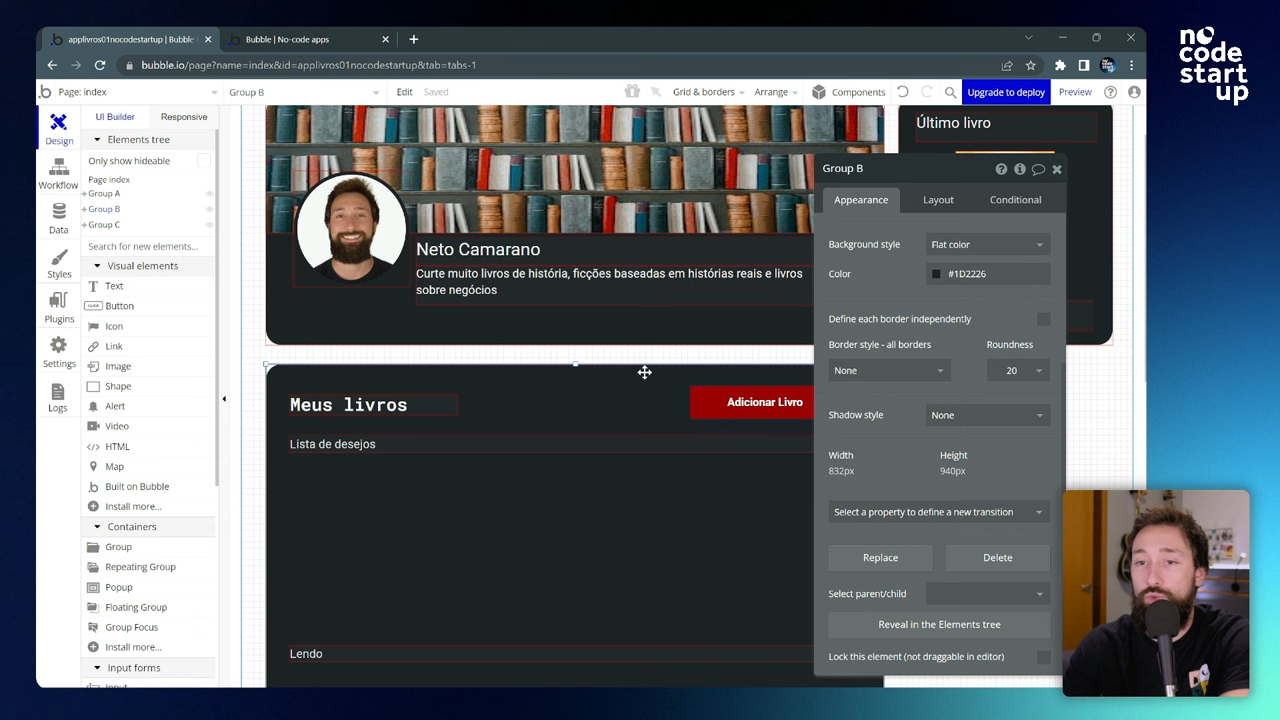 no
code
start
up
applivros01nocodestartup | Bubble
Bubble | No-code apps
bubble.io/page?name=index&id=applivros01nocodestartup&tab=tabs-1
Page: index
Group B
Edit
Saved
Grid & borders
Arrange
Components
Upgrade to deploy
Preview
Design
Workflow
Data
Styles
Plugins
Settings
Logs
UI Builder
Responsive
Elements tree
Only show hideable
Page index
Group A
Group B
Group C
Search for new elements...
Visual elements
Text
Button
Icon
Link
Image
Shape
Alert
Video
HTML
Map
Built on Bubble
Install more...
Containers
Group
Repeating Group
Popup
Floating Group
Group Focus
Install more...
Input forms
Neto Camarano
Curte muito livros de história, ficções baseadas em histórias reais e livros
sobre negócios
Último livro
Meus livros
Adicionar Livro
Lista de desejos
Lendo
Group B
Appearance
Layout
Conditional
Background style
Flat color
Color
#1D2226
Define each border independently
Border style - all borders
Roundness
None
20
Shadow style
None
Width
Height
832px
940px
Select a property to define a new transition
Replace
Delete
Select parent/child
Reveal in the Elements tree
Lock this element (not draggable in editor)